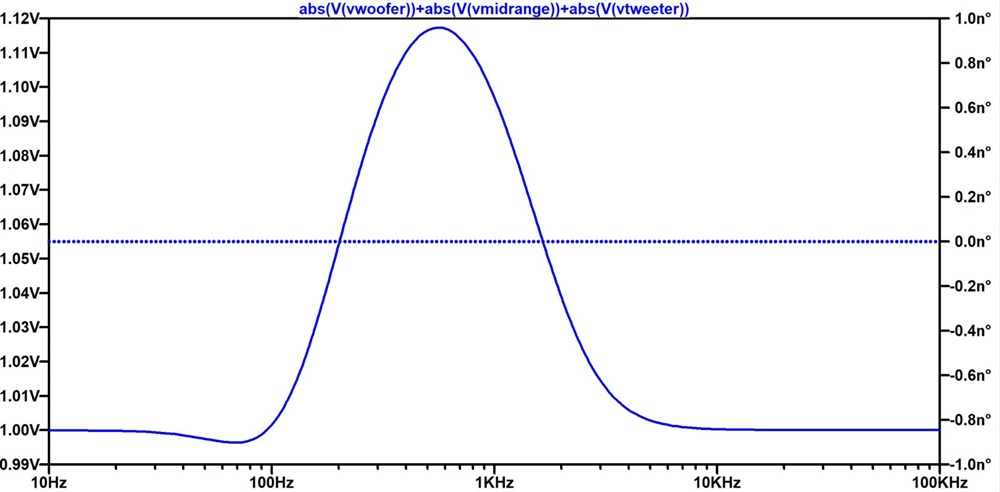 abs(V(vwoofer))+abs(V(vmidrange))+abs(V(vtweeter))
1.12V 1.0n°
1.11V 0.8n°
1.10V 0.6n°
1.09V 0.4n°
1.08V 0.2n°
1.07V 0.0n°
1.06V -0.2n°
1.05V -0.4n°
1.04V -0.6n°
1.03V -0.8n°
1.02V -1.0n°
1.01V
1.00V
0.99V
10Hz 100Hz 1KHz 10KHz 100KHz